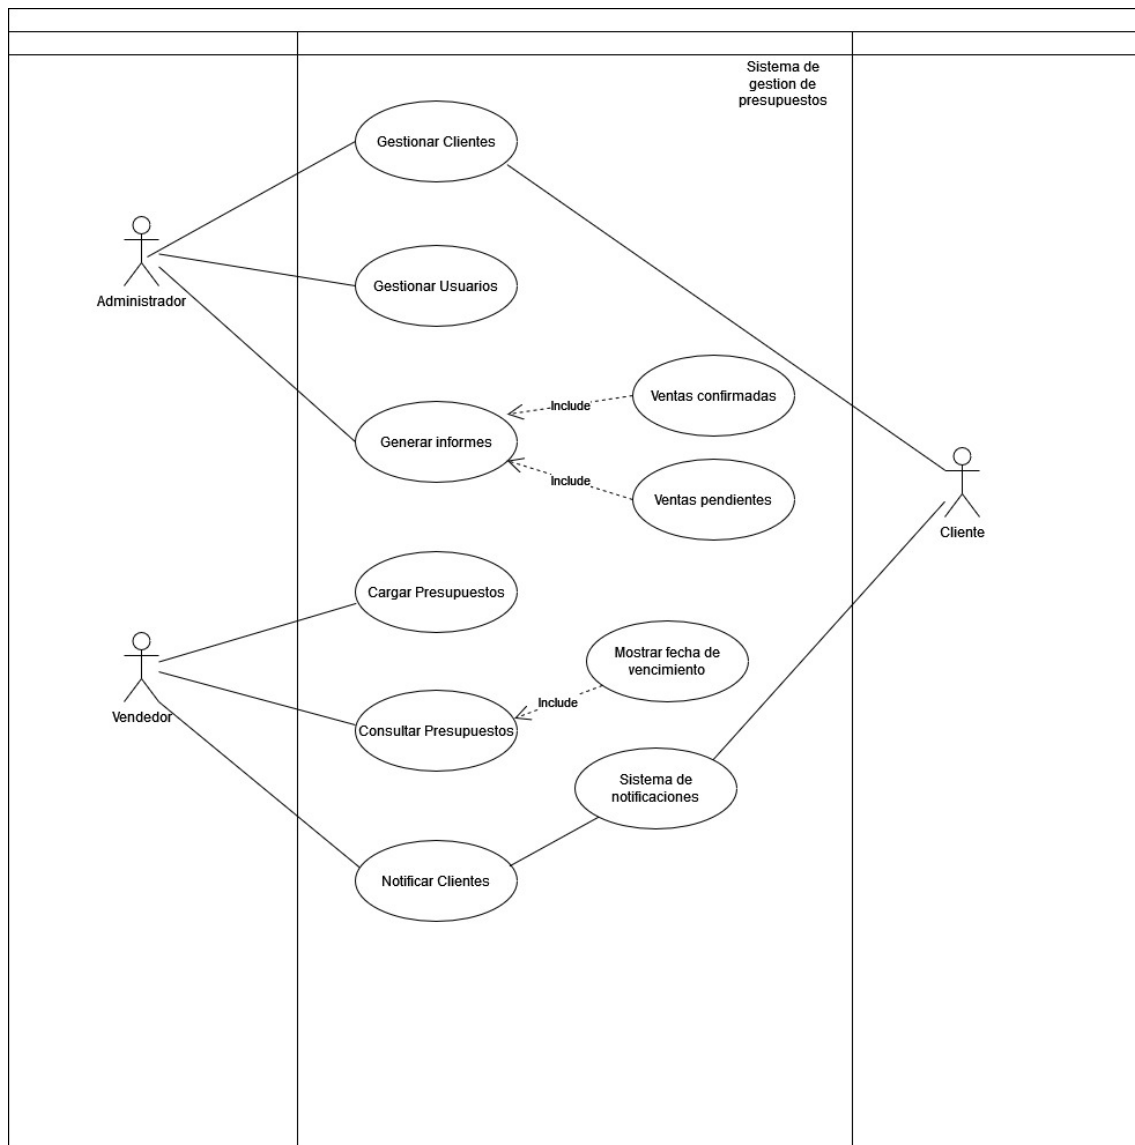 Sistema de
gestion de
presupuestos
Gestionar Clientes
Administrador
Gestionar Usuarios
Ventas confirmadas
Include
Generar informes
Include
Ventas pendientes
Cliente
Cargar Presupuestos
Mostrar fecha de
vencimiento
Include
Vendedor
Consultar Presupuestos
Sistema de
notificaciones
Notificar Clientes